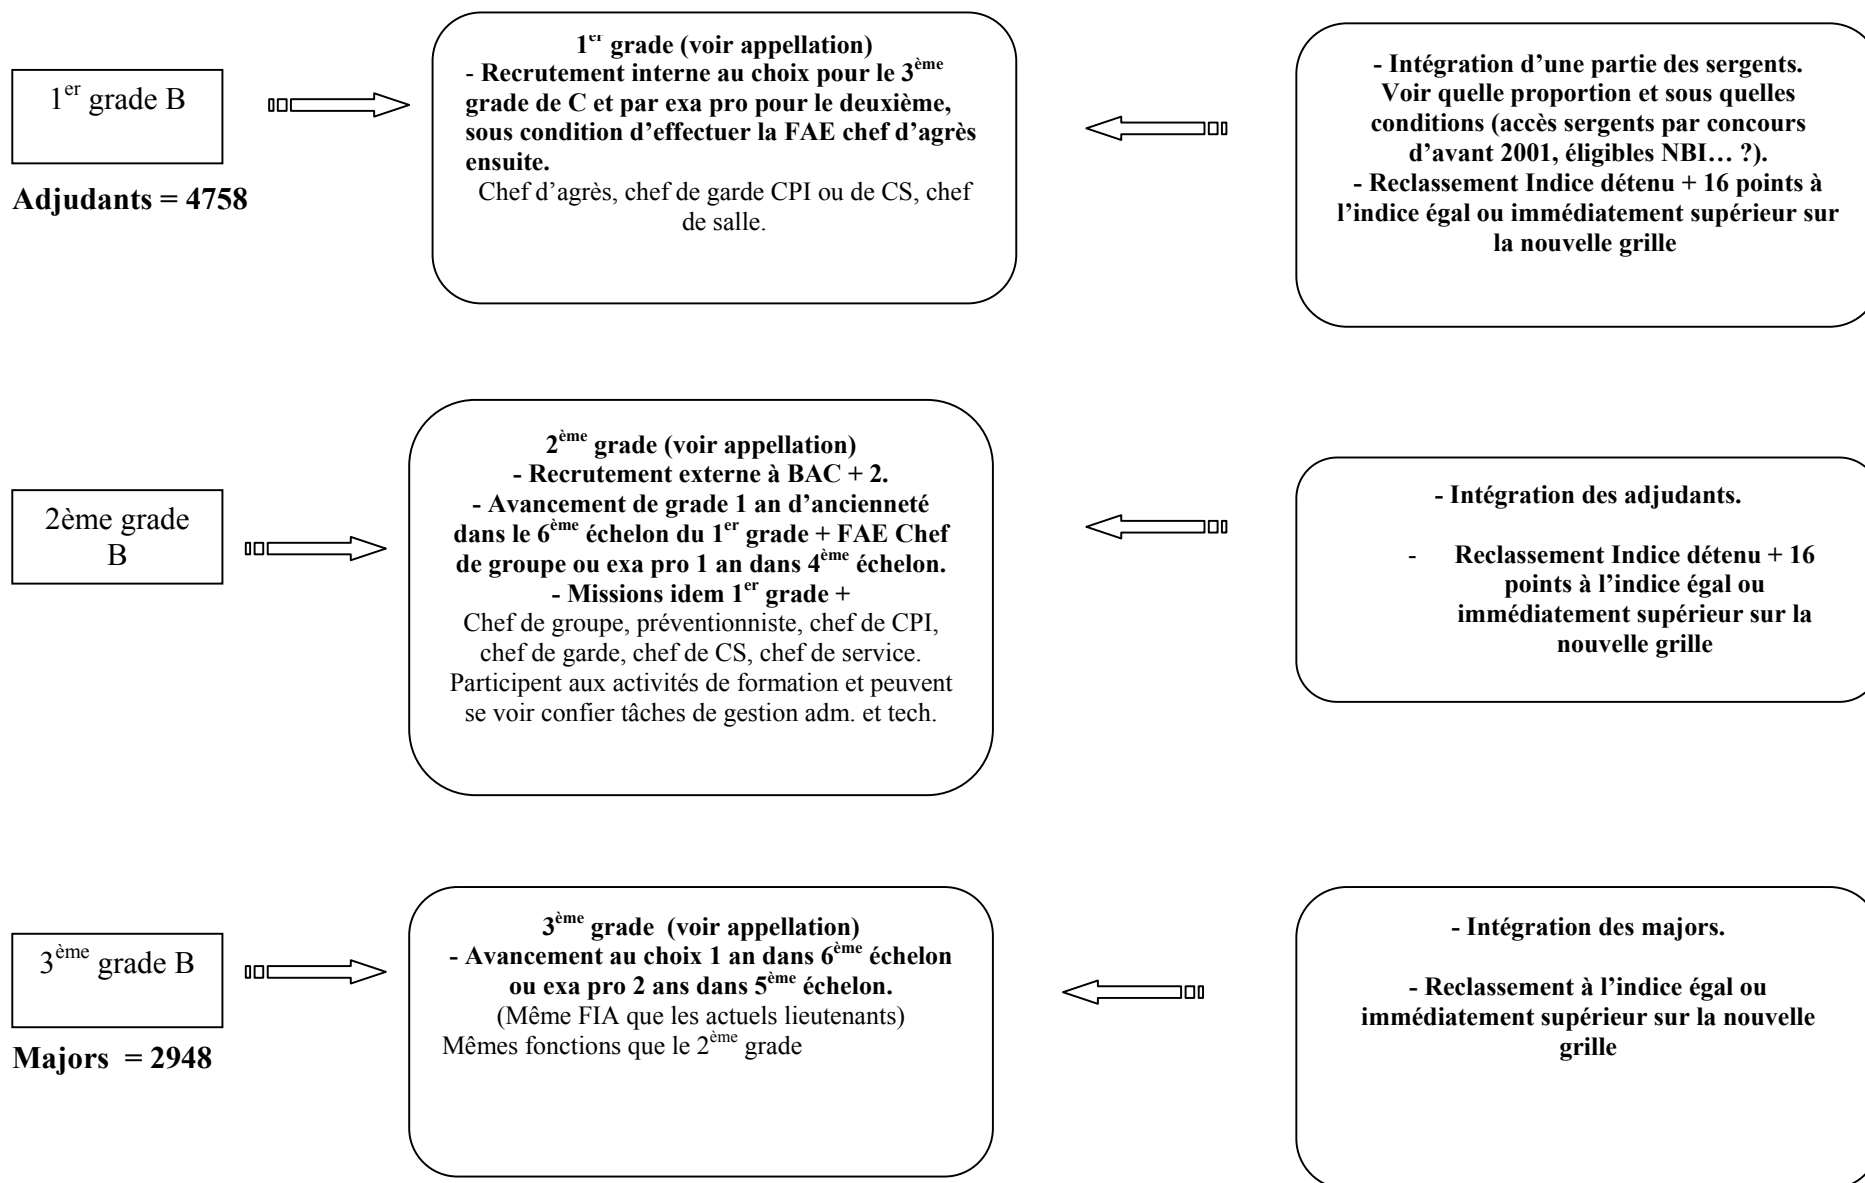 1er grade B
Adjudants = 4758
1er grade (voir appellation)
- Recrutement interne au choix pour le 3ème
grade de C et par exa pro pour le deuxième,
sous condition d’effectuer la FAE chef d’agrès
ensuite.
Chef d’agrès, chef de garde CPI ou de CS, chef
de salle.
- Intégration d’une partie des sergents.
Voir quelle proportion et sous quelles
conditions (accès sergents par concours
d’avant 2001, éligibles NBI… ?).
- Reclassement Indice détenu + 16 points à
l’indice égal ou immédiatement supérieur sur
la nouvelle grille
2ème grade
B
2ème grade (voir appellation)
- Recrutement externe à BAC + 2.
- Avancement de grade 1 an d’ancienneté
dans le 6ème échelon du 1er grade + FAE Chef
de groupe ou exa pro 1 an dans 4ème échelon.
- Missions idem 1er grade +
Chef de groupe, préventionniste, chef de CPI,
chef de garde, chef de CS, chef de service.
Participent aux activités de formation et peuvent
se voir confier tâches de gestion adm. et tech.
- Intégration des adjudants.
- Reclassement Indice détenu + 16
points à l’indice égal ou
immédiatement supérieur sur la
nouvelle grille
3ème grade B
Majors = 2948
3ème grade (voir appellation)
- Avancement au choix 1 an dans 6ème échelon
ou exa pro 2 ans dans 5ème échelon.
(Même FIA que les actuels lieutenants)
Mêmes fonctions que le 2ème grade
- Intégration des majors.
- Reclassement à l’indice égal ou
immédiatement supérieur sur la nouvelle
grille